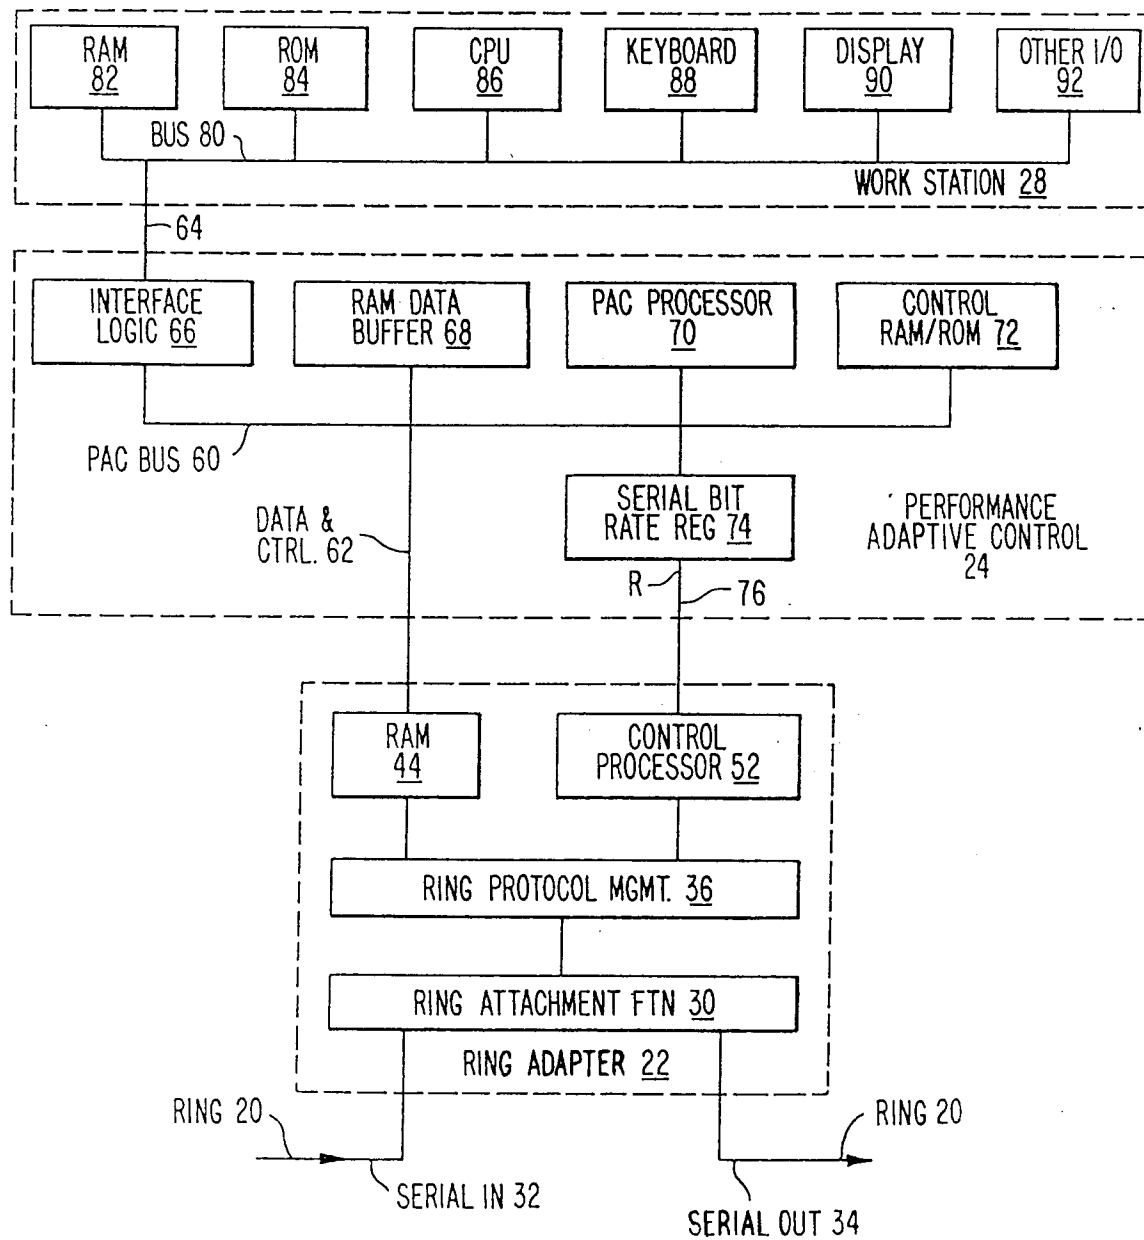 RAM
82
ROM
84
CPU
86
KEYBOARD
88
DISPLAY
90
OTHER I/O
92
BUS 80
WORK STATION 28
64
INTERFACE
LOGIC 66
RAM DATA
BUFFER 68
PAC PROCESSOR
70
CONTROL
RAM/ROM 72
PAC BUS 60
DATA &
CTRL. 62
SERIAL BIT
RATE REG 74
PERFORMANCE
ADAPTIVE CONTROL
24
R
76
RAM
44
CONTROL
PROCESSOR 52
RING PROTOCOL MGMT. 36
RING ATTACHMENT FTN 30
RING ADAPTER 22
RING 20
RING 20
SERIAL IN 32
SERIAL OUT 34